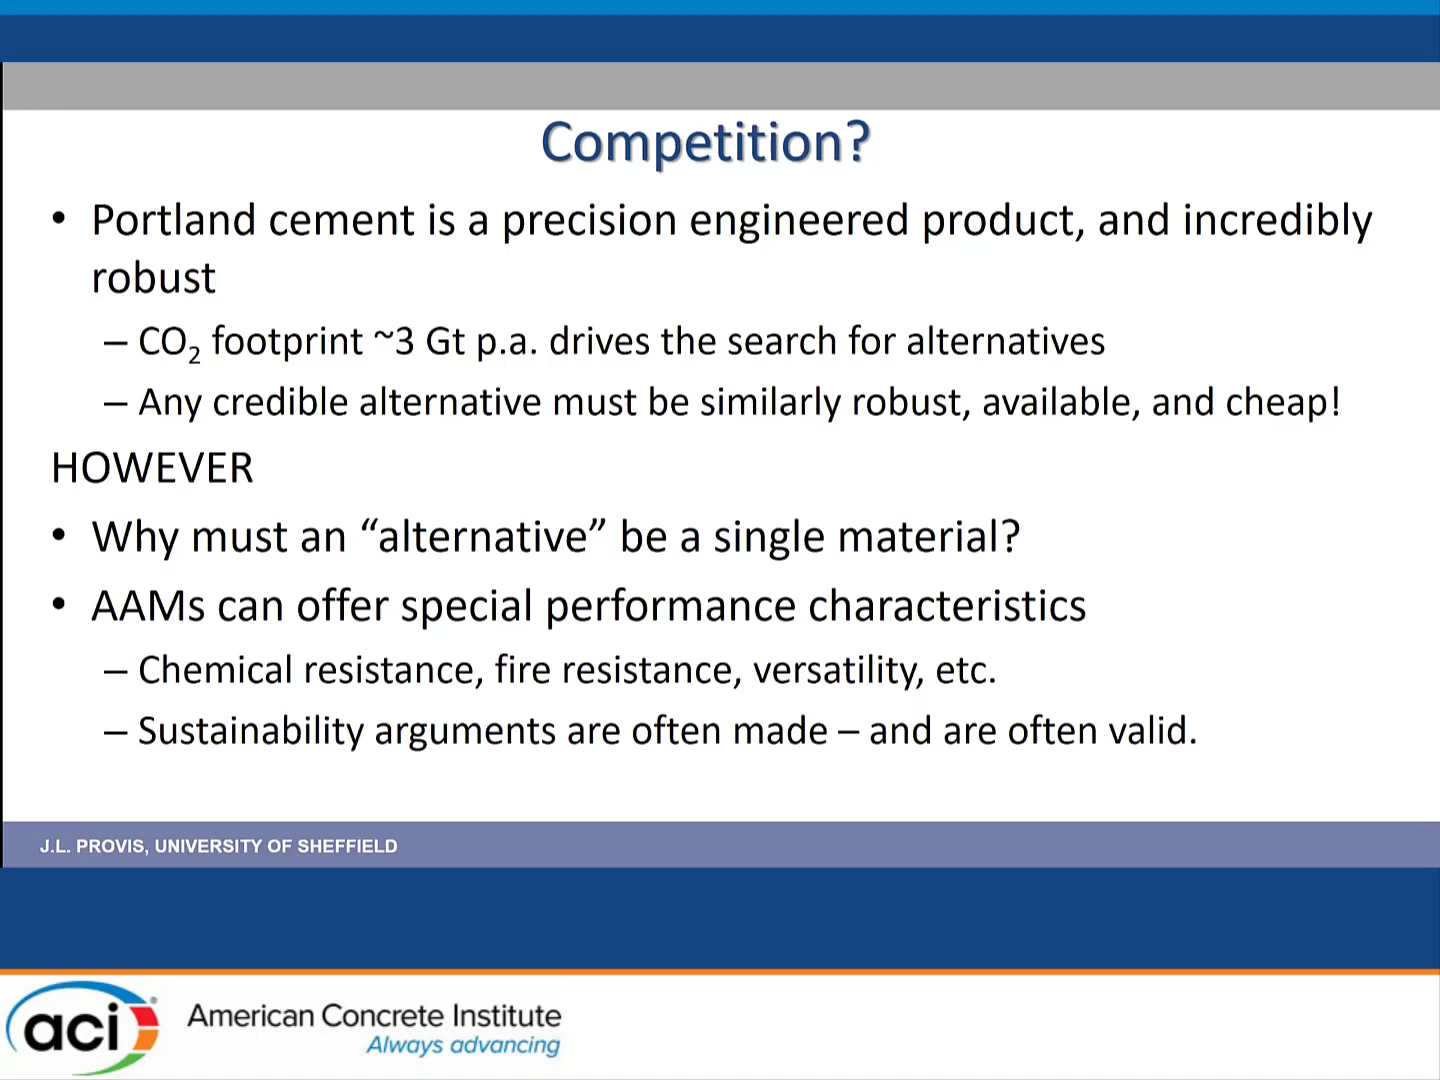 Competition?
• Portland cement is a precision engineered product, and incredibly
robust
– CO₂ footprint ~3 Gt p.a. drives the search for alternatives
– Any credible alternative must be similarly robust, available, and cheap!
HOWEVER
• Why must an “alternative” be a single material?
• AAMs can offer special performance characteristics
– Chemical resistance, fire resistance, versatility, etc.
– Sustainability arguments are often made – and are often valid.
J.L. PROVIS, UNIVERSITY OF SHEFFIELD
aci
American Concrete Institute
Always advancing